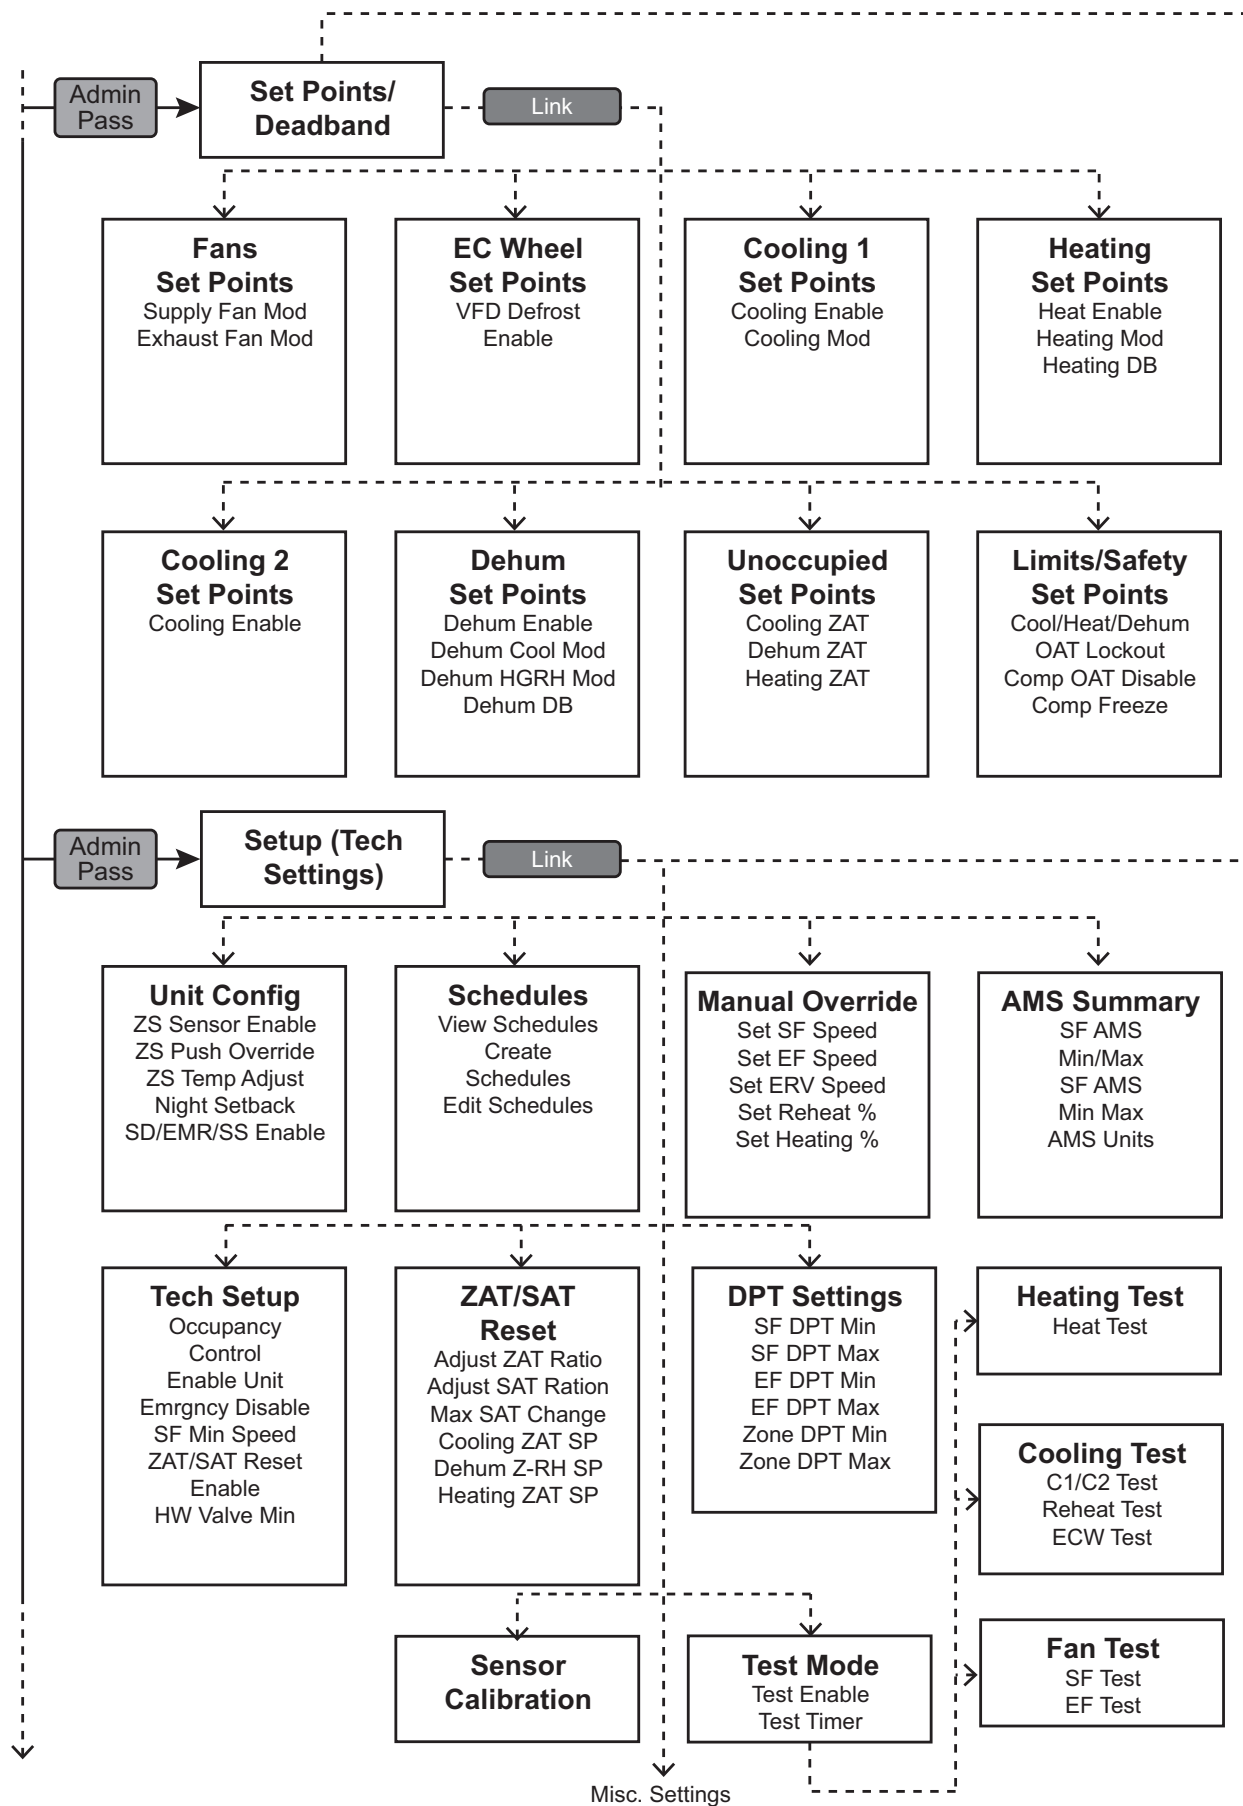 Admin
Pass
Set Points/
Deadband
Link
Fans
Set Points
Supply Fan Mod
Exhaust Fan Mod
EC Wheel
Set Points
VFD Defrost
Enable
Cooling 1
Set Points
Cooling Enable
Cooling Mod
Heating
Set Points
Heat Enable
Heating Mod
Heating DB
Cooling 2
Set Points
Cooling Enable
Dehum
Set Points
Dehum Enable
Dehum Cool Mod
Dehum HGRH Mod
Dehum DB
Unoccupied
Set Points
Cooling ZAT
Dehum ZAT
Heating ZAT
Limits/Safety
Set Points
Cool/Heat/Dehum
OAT Lockout
Comp OAT Disable
Comp Freeze
Admin
Pass
Setup (Tech
Settings)
Link
Unit Config
ZS Sensor Enable
ZS Push Override
ZS Temp Adjust
Night Setback
SD/EMR/SS Enable
Schedules
View Schedules
Create
Schedules
Edit Schedules
Manual Override
Set SF Speed
Set EF Speed
Set ERV Speed
Set Reheat %
Set Heating %
AMS Summary
SF AMS
Min/Max
SF AMS
Min Max
AMS Units
Tech Setup
Occupancy
Control
Enable Unit
Emrgncy Disable
SF Min Speed
ZAT/SAT Reset
Enable
HW Valve Min
ZAT/SAT
Reset
Adjust ZAT Ratio
Adjust SAT Ration
Max SAT Change
Cooling ZAT SP
Dehum Z-RH SP
Heating ZAT SP
DPT Settings
SF DPT Min
SF DPT Max
EF DPT Min
EF DPT Max
Zone DPT Min
Zone DPT Max
Heating Test
Heat Test
Cooling Test
C1/C2 Test
Reheat Test
ECW Test
Sensor
Calibration
Test Mode
Test Enable
Test Timer
Fan Test
SF Test
EF Test
Misc. Settings